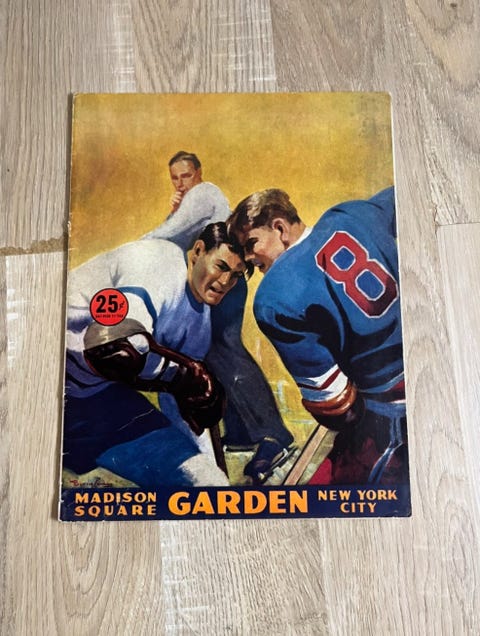 8
25¢
MADISON
SQUARE
GARDEN
NEW YORK
CITY